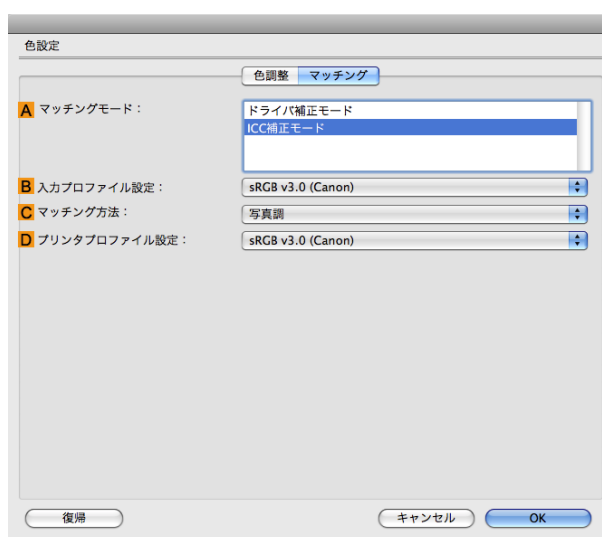 色設定
色調整 マッチング
A マッチングモード：
ドライバ補正モード
ICC補正モード
B 入力プロファイル設定： sRGB v3.0 (Canon)
C マッチング方法： 写真調
D プリンタプロファイル設定： sRGB v3.0 (Canon)
復帰 キャンセル OK